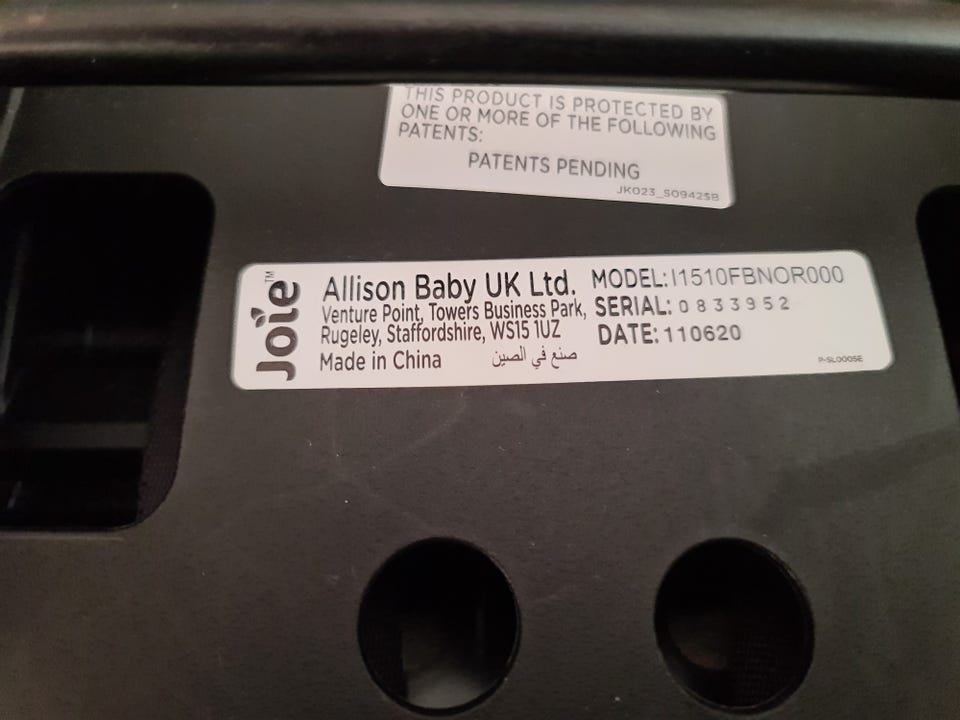 THIS PRODUCT IS PROTECTED BY
ONE OR MORE OF THE FOLLOWING
PATENTS:
PATENTS PENDING
JK023_S09425B
Joie™
Allison Baby UK Ltd.
Venture Point, Towers Business Park,
Rugeley, Staffordshire, WS15 1UZ
Made in China صنع في الصين
MODEL: I1510FBNOR000
SERIAL: 0833952
DATE: 110620
P-SL0005E